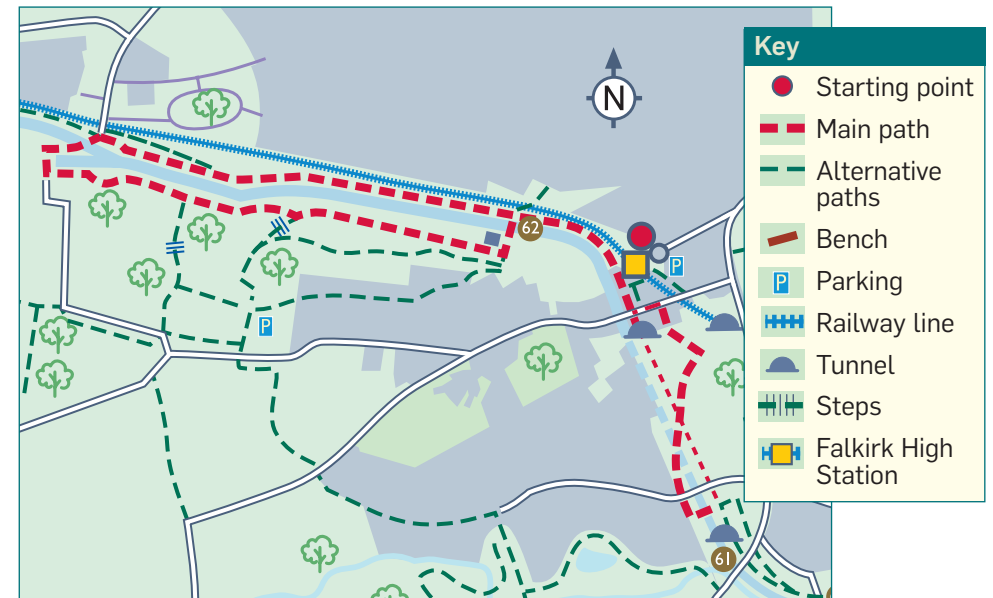 N
62
P
P
61
Key
Starting point
Main path
Alternative
paths
Bench
P
Parking
Railway line
Tunnel
Steps
Falkirk High
Station